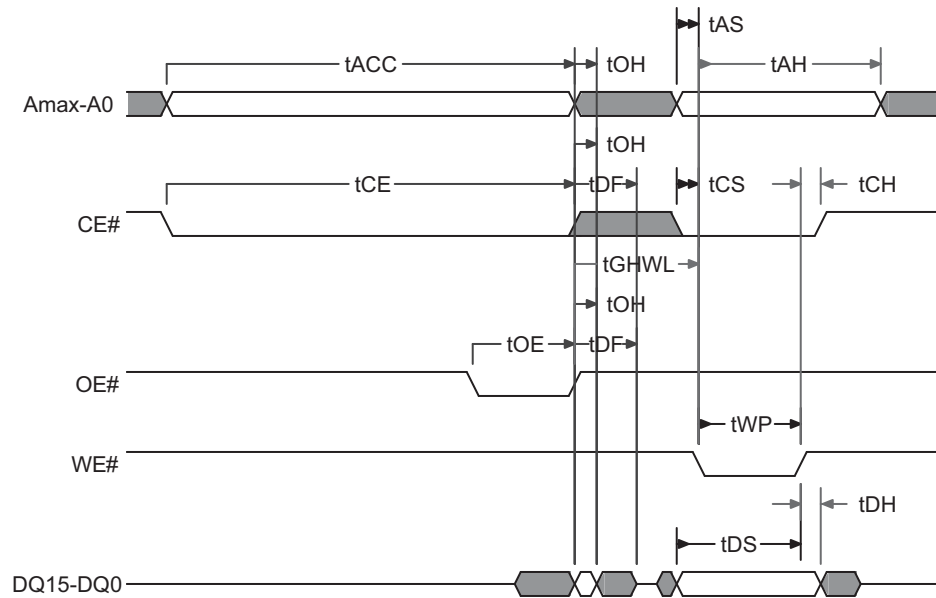 tAS
tACC
tOH
tAH
Amax-A0
tOH
tCE
tDF
tCS
tCH
CE#
tGHWL
tOH
tOE
tDF
OE#
tWP
WE#
tDH
tDS
DQ15-DQ0